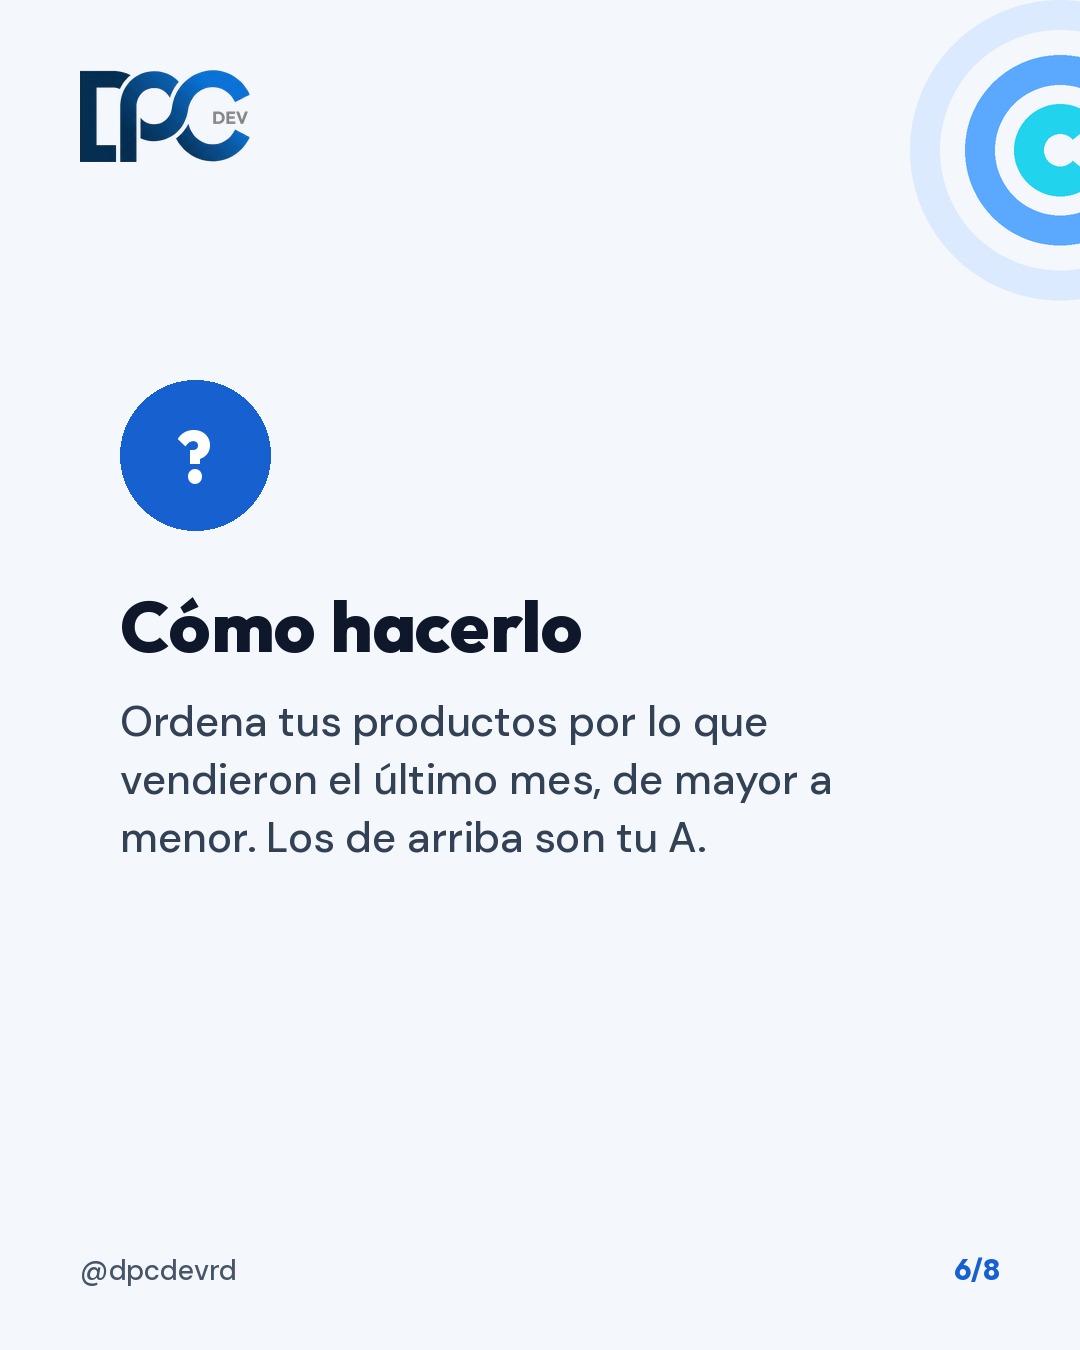 DPC
DEV
?
Cómo hacerlo
Ordena tus productos por lo que
vendieron el último mes, de mayor a
menor. Los de arriba son tu A.
@dpcdevrd
6/8